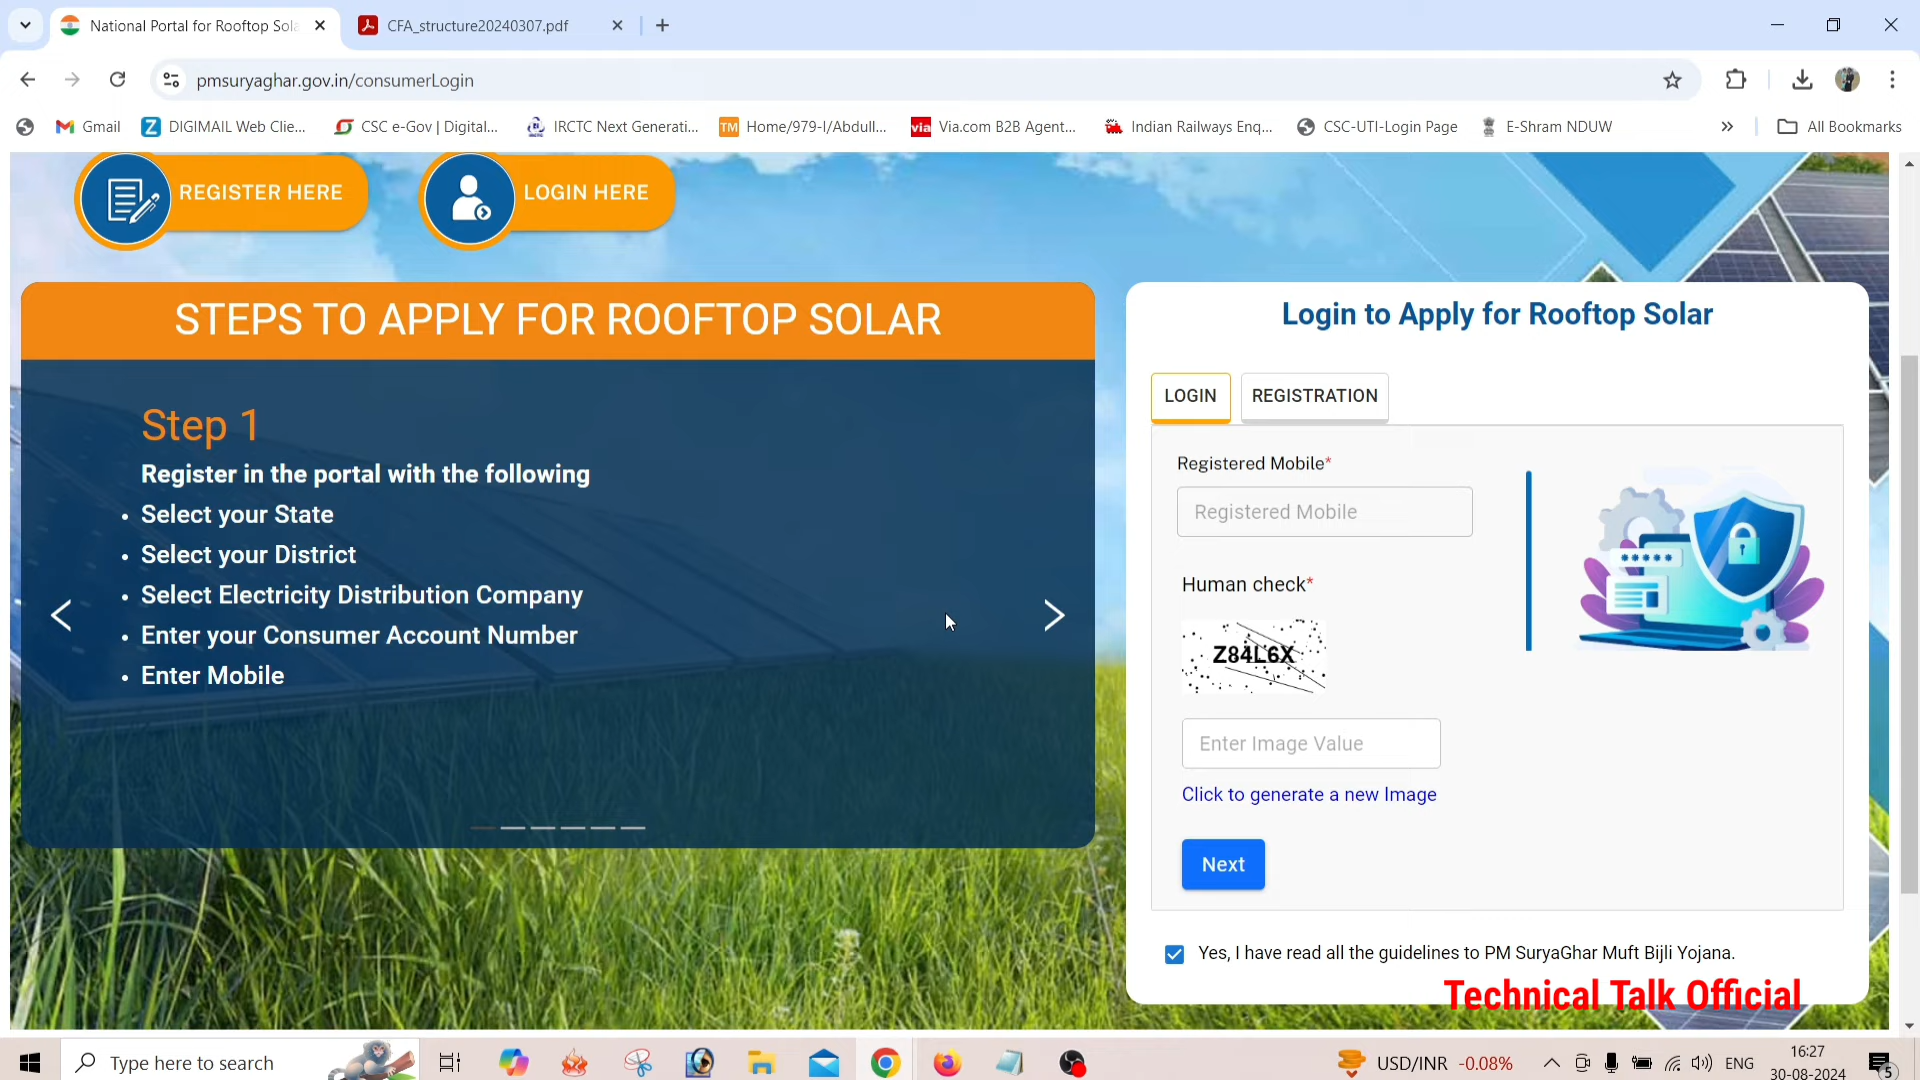 National Portal for Rooftop Sola
CFA_structure20240307.pdf
pmsuryaghar.gov.in/consumerLogin
Gmail
DIGIMAIL Web Clie...
CSC e-Gov | Digital...
IRCTC Next Generati...
TM Home/979-I/Abdull...
via Via.com B2B Agent...
Indian Railways Enq...
CSC-UTI-Login Page
E-Shram NDUW
All Bookmarks
REGISTER HERE
LOGIN HERE
STEPS TO APPLY FOR ROOFTOP SOLAR
Step 1
Register in the portal with the following
• Select your State
• Select your District
• Select Electricity Distribution Company
• Enter your Consumer Account Number
• Enter Mobile
Login to Apply for Rooftop Solar
LOGIN
REGISTRATION
Registered Mobile*
Registered Mobile
Human check*
Z84L6X
Enter Image Value
Click to generate a new Image
Next
Yes, I have read all the guidelines to PM SuryaGhar Muft Bijli Yojana.
Technical Talk Official
Type here to search
USD/INR -0.08%
ENG
16:27
30-08-2024
5